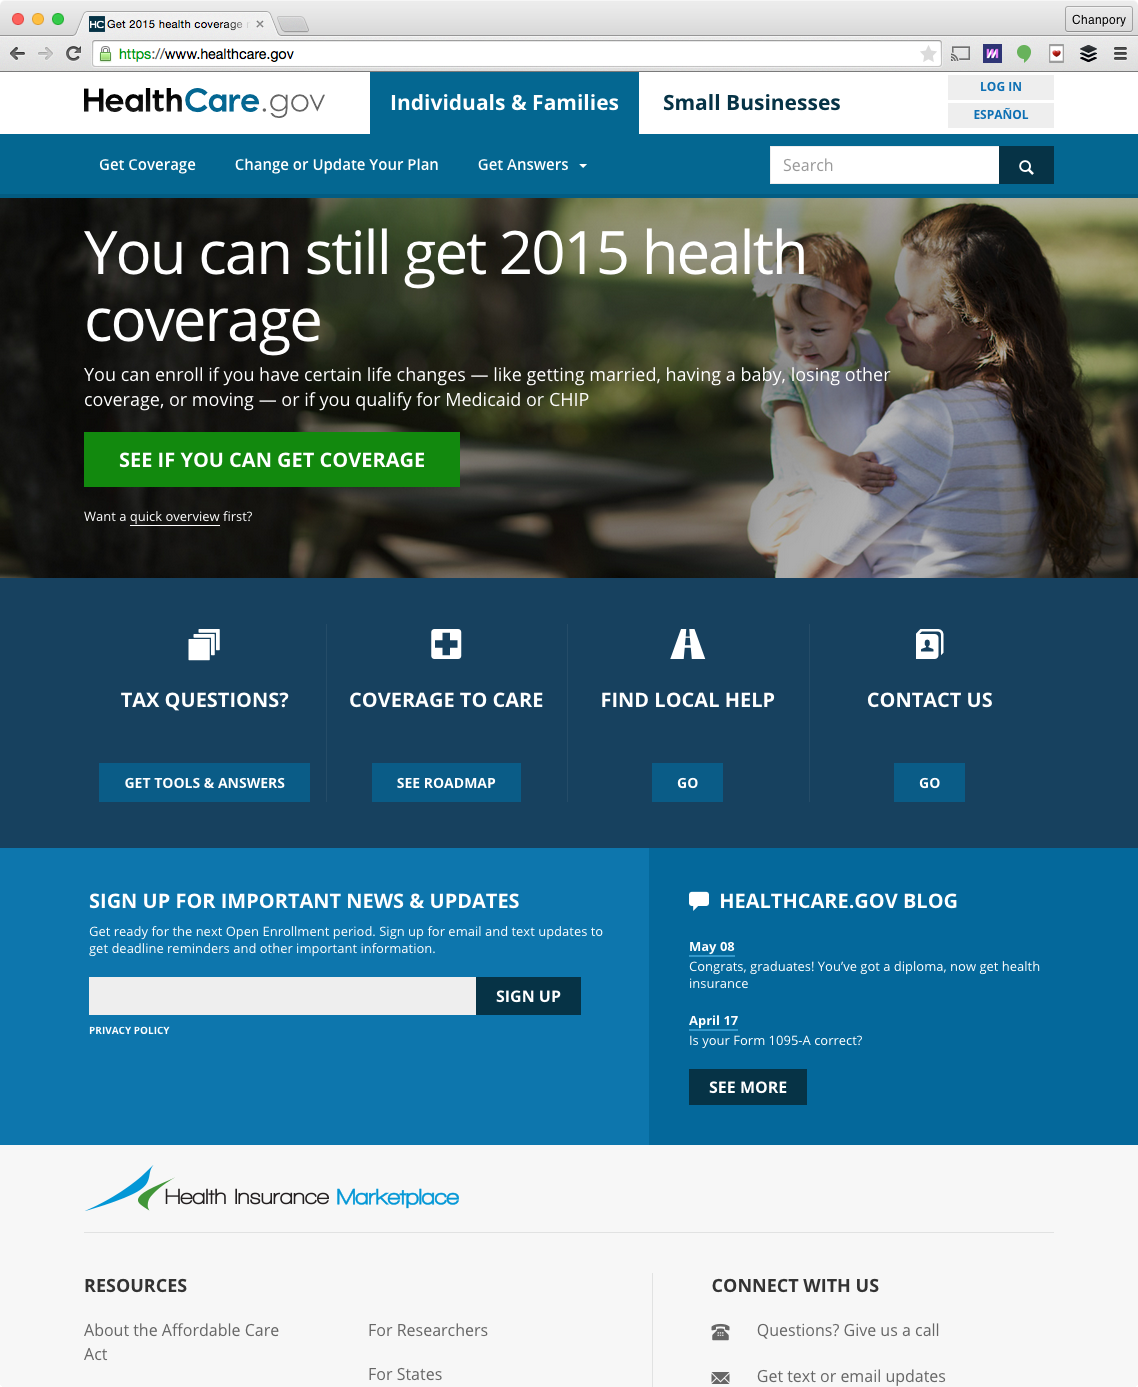 Get 2015 health coverage
Chanpory
https://www.healthcare.gov
HealthCare.gov
Individuals & Families
Small Businesses
LOG IN
ESPAÑOL
Get Coverage
Change or Update Your Plan
Get Answers
Search
You can still get 2015 health
coverage
You can enroll if you have certain life changes — like getting married, having a baby, losing other
coverage, or moving — or if you qualify for Medicaid or CHIP
SEE IF YOU CAN GET COVERAGE
Want a quick overview first?
TAX QUESTIONS?
COVERAGE TO CARE
FIND LOCAL HELP
CONTACT US
GET TOOLS & ANSWERS
SEE ROADMAP
GO
GO
SIGN UP FOR IMPORTANT NEWS & UPDATES
Get ready for the next Open Enrollment period. Sign up for email and text updates to
get deadline reminders and other important information.
SIGN UP
PRIVACY POLICY
HEALTHCARE.GOV BLOG
May 08
Congrats, graduates! You've got a diploma, now get health
insurance
April 17
Is your Form 1095-A correct?
SEE MORE
Health Insurance Marketplace
RESOURCES
About the Affordable Care
Act
For Researchers
For States
CONNECT WITH US
Questions? Give us a call
Get text or email updates